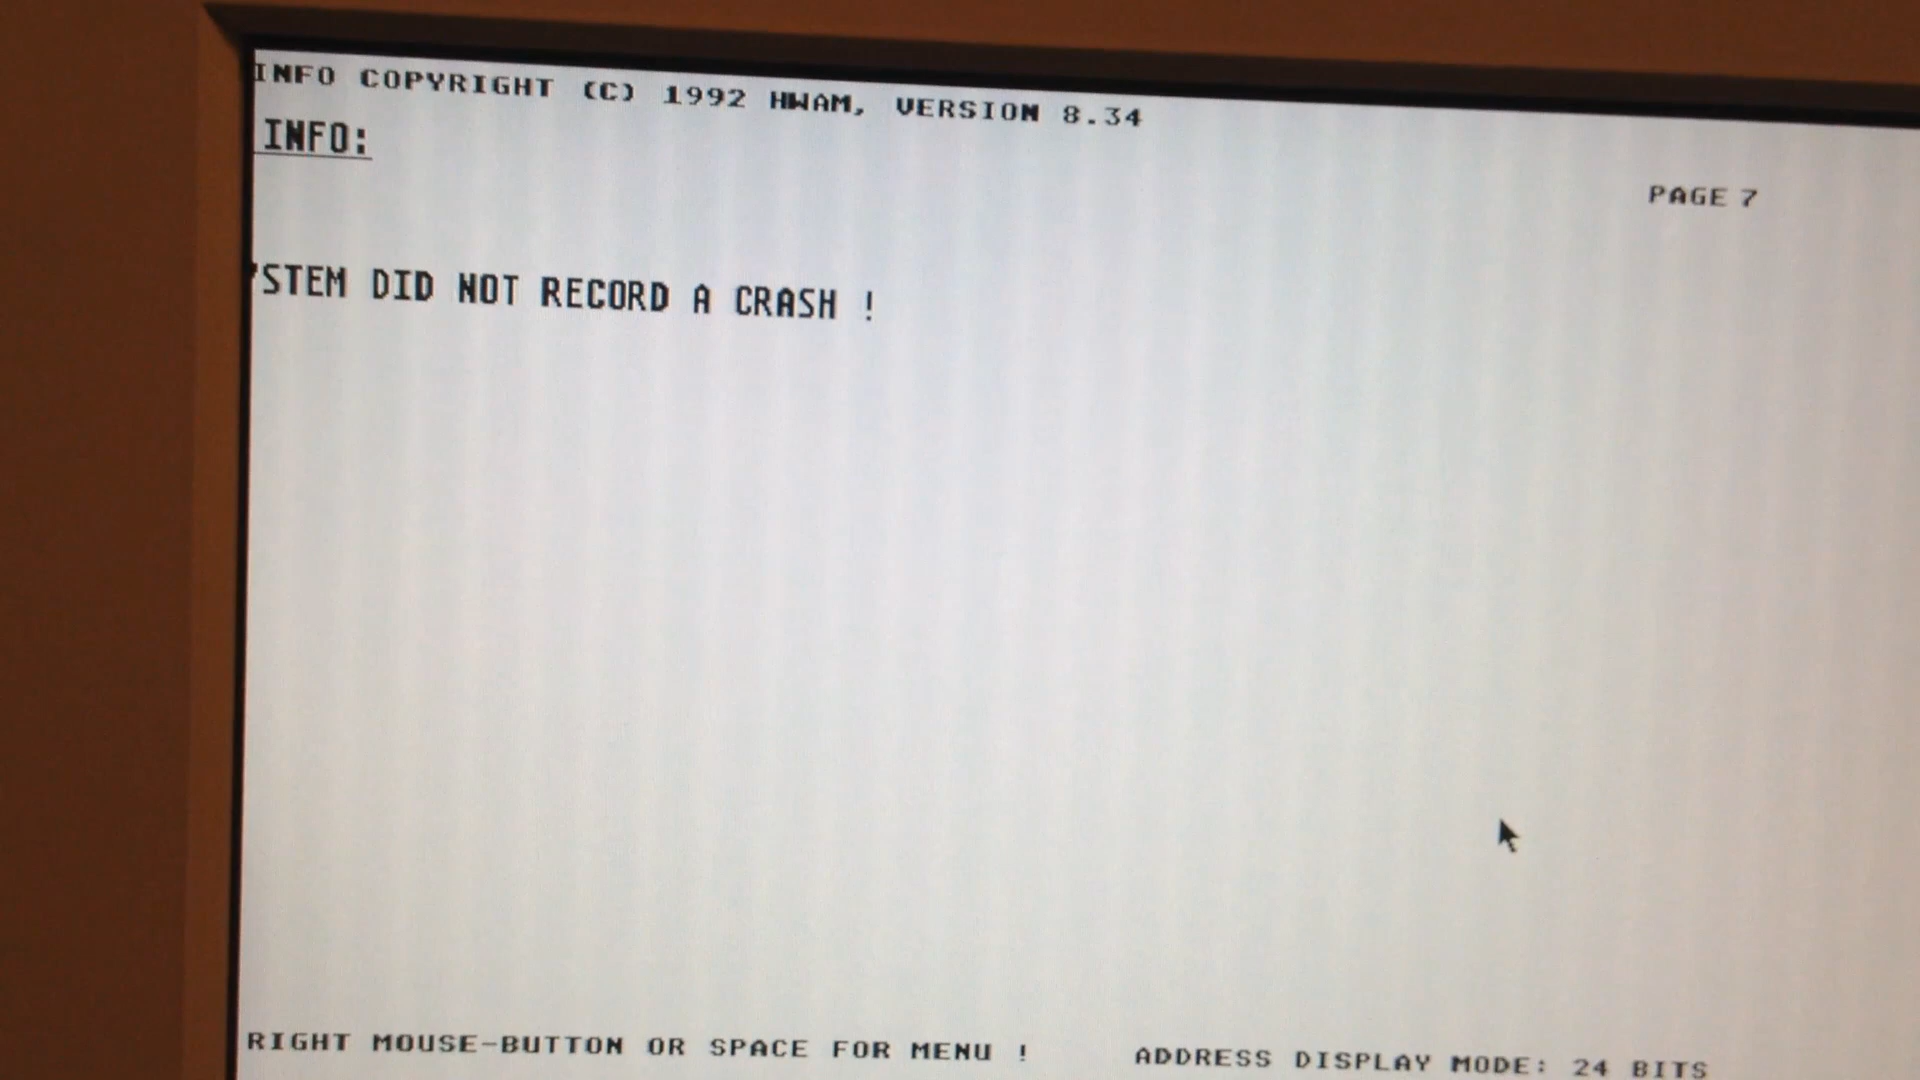 INFO COPYRIGHT (C) 1992 HWAM, VERSION 8.34
INFO:
PAGE 7
YSTEM DID NOT RECORD A CRASH !
RIGHT MOUSE-BUTTON OR SPACE FOR MENU !
ADDRESS DISPLAY MODE: 24 BITS